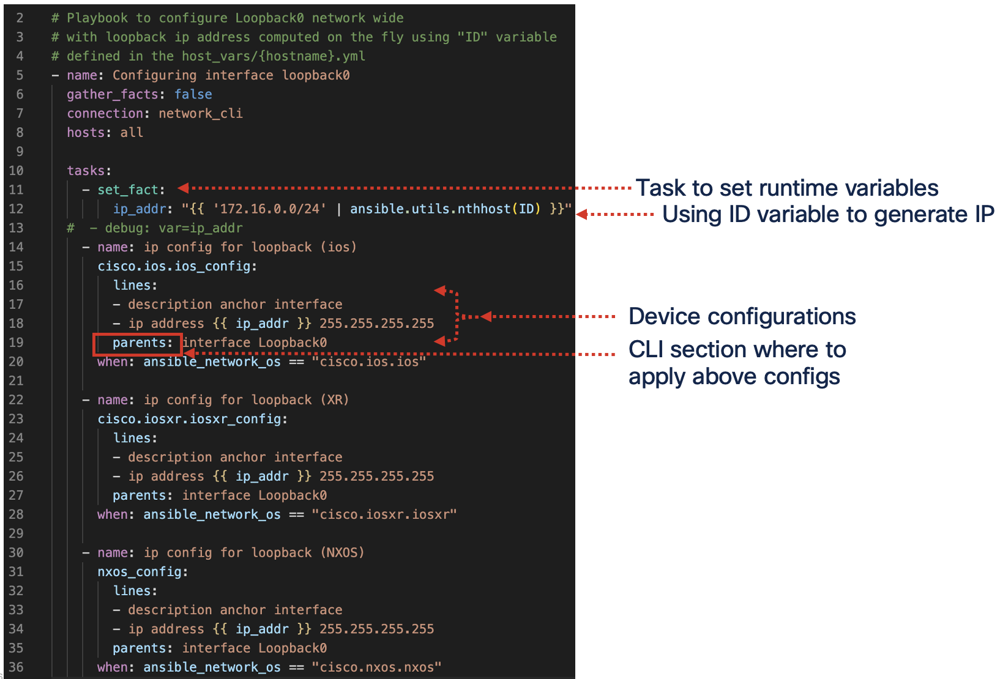 2 # Playbook to configure Loopback0 network wide
3 # with loopback ip address computed on the fly using "ID" variable
4 # defined in the host_vars/{hostname}.yml
5 - name: Configuring interface loopback0
6 gather_facts: false
7 connection: network_cli
8 hosts: all
9
10 tasks:
11 - set_fact:
Task to set runtime variables
12 ip_addr: "{{ '172.16.0.0/24' | ansible.utils.nthhost(ID) }}"
Using ID variable to generate IP
13 #  - debug: var=ip_addr
14 - name: ip config for loopback (ios)
15 cisco.ios.ios_config:
16 lines:
17 - description anchor interface
18 - ip address {{ ip_addr }} 255.255.255.255
Device configurations
19 parents: interface Loopback0
CLI section where to
apply above configs
20 when: ansible_network_os == "cisco.ios.ios"
21
22 - name: ip config for loopback (XR)
23 cisco.iosxr.iosxr_config:
24 lines:
25 - description anchor interface
26 - ip address {{ ip_addr }} 255.255.255.255
27 parents: interface Loopback0
28 when: ansible_network_os == "cisco.iosxr.iosxr"
29
30 - name: ip config for loopback (NXOS)
31 nxos_config:
32 lines:
33 - description anchor interface
34 - ip address {{ ip_addr }} 255.255.255.255
35 parents: interface Loopback0
36 when: ansible_network_os == "cisco.nxos.nxos"